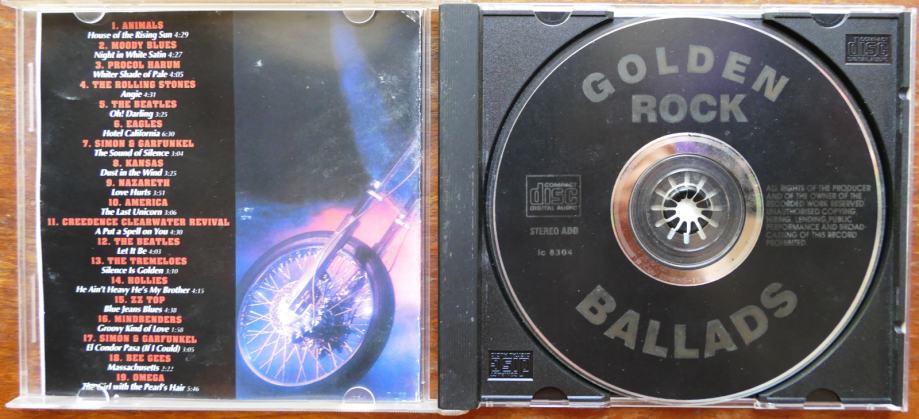 1. ANIMALS
House of the Rising Sun 4:29
2. MOODY BLUES
Night in White Satin 4:27
3. PROCOL HARUM
Whiter Shade of Pale 4:05
4. THE ROLLING STONES
Angie 4:31
5. THE BEATLES
Oh! Darling 3:25
6. EAGLES
Hotel California 6:30
7. SIMON & GARFUNKEL
The Sound of Silence 3:04
8. KANSAS
Dust in the Wind 3:25
9. NAZARETH
Love Hurts 3:51
10. AMERICA
The Last Unicorn 3:06
11. CREEDENCE CLEARWATER REVIVAL
A Put a Spell on You 4:30
12. THE BEATLES
Let It Be 4:03
13. THE TREMELOES
Silence Is Golden 3:10
14. HOLLIES
He Ain't Heavy He's My Brother 4:15
15. ZZ TOP
Blue Jeans Blues 4:38
16. MINDBENDERS
Groovy Kind of Love 1:58
17. SIMON & GARFUNKEL
El Condor Pasa (If I Could) 3:05
18. BEE GEES
Massachusetts 2:22
19. OMEGA
The Girl with the Pearl's Hair 5:46
GOLDEN
ROCK
COMPACT
disc
DIGITAL AUDIO
STEREO ADD
lc 8304
ALL RIGHTS OF THE PRODUCER
AND OF THE OWNER OF THE
RECORDED WORK RESERVED
UNAUTHORISED COPYING,
HIRING, LENDING, PUBLIC
PERFORMANCE AND BROAD-
CASTING OF THIS RECORD
PROHIBITED
BALLADS
COMPACT
disc